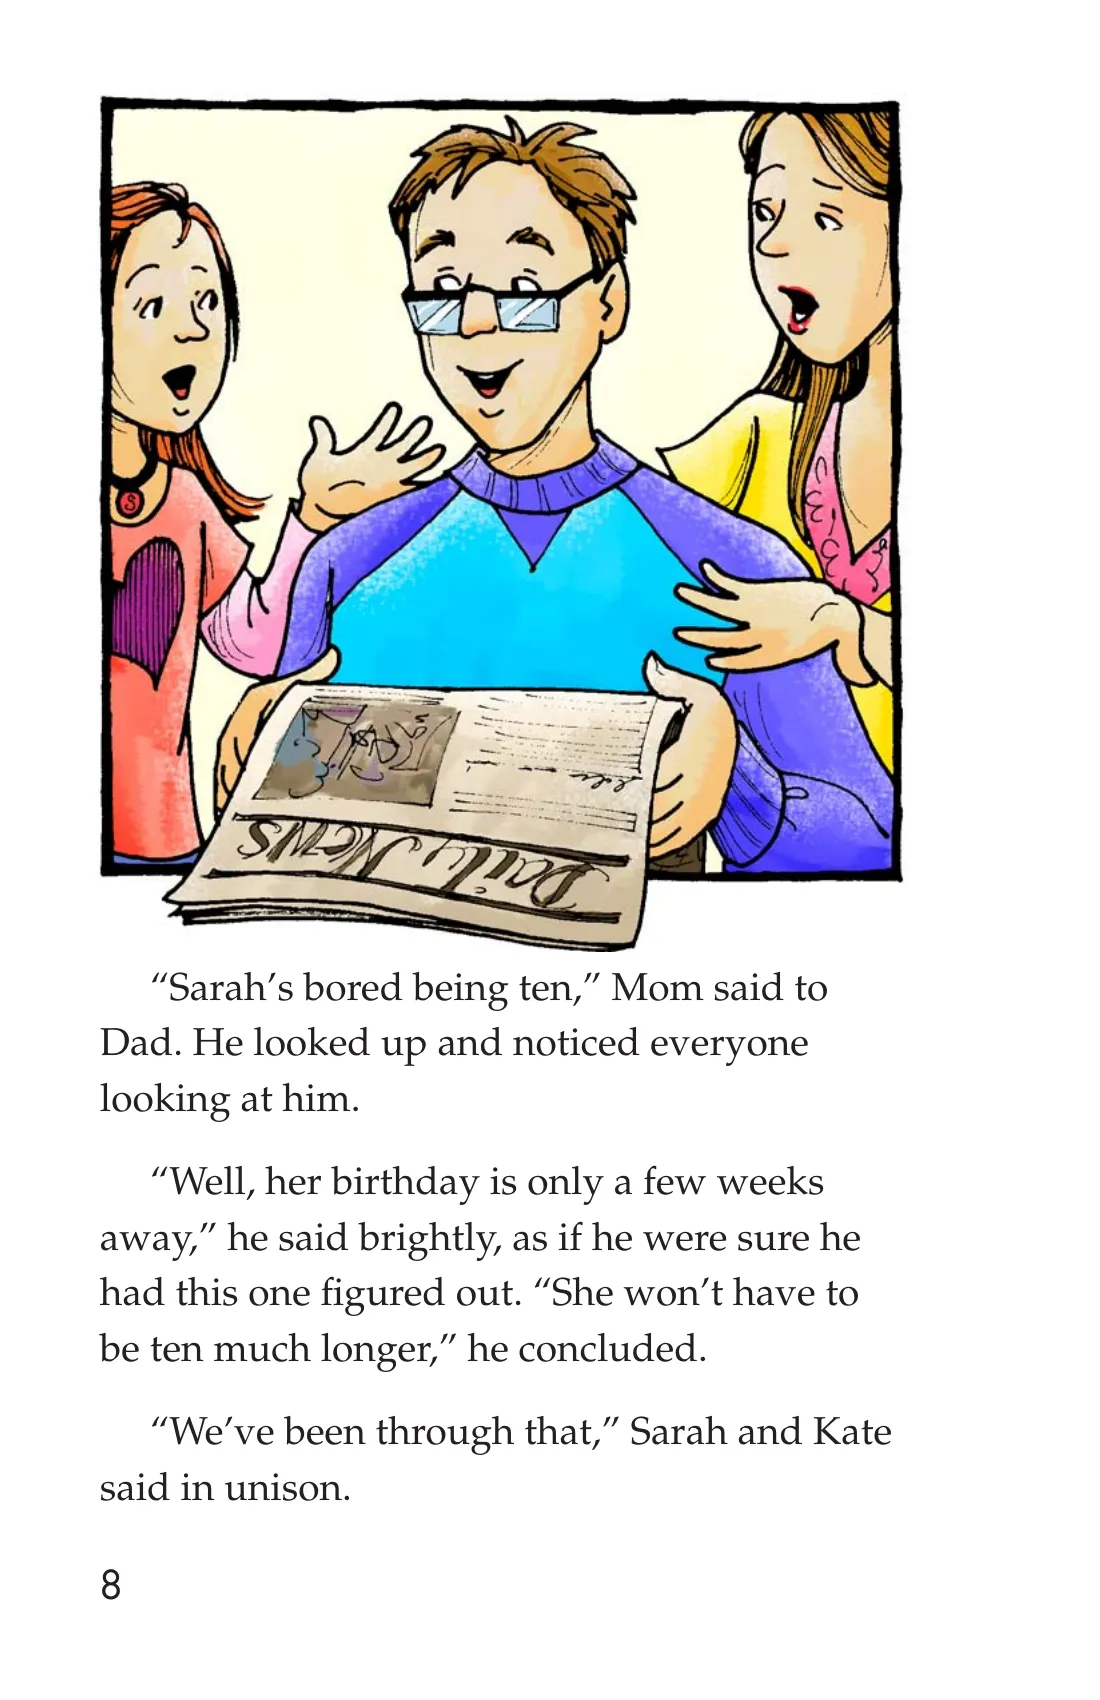 S
Daily News
“Sarah’s bored being ten,” Mom said to
Dad. He looked up and noticed everyone
looking at him.
“Well, her birthday is only a few weeks
away,” he said brightly, as if he were sure he
had this one figured out. “She won’t have to
be ten much longer,” he concluded.
“We’ve been through that,” Sarah and Kate
said in unison.
8